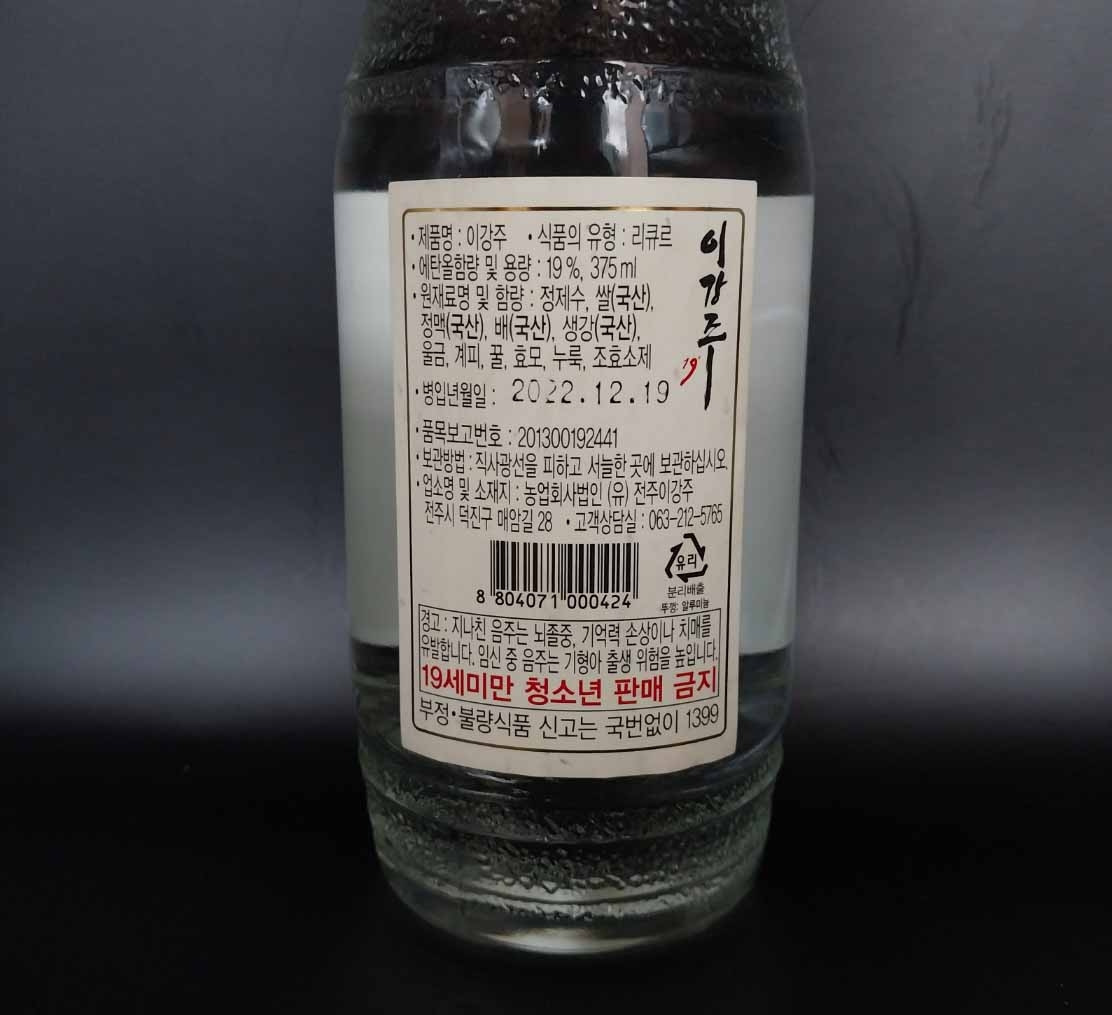 • 제품명 : 이강주 • 식품의 유형 : 리큐르
• 에탄올함량 및 용량 : 19 %, 375 ml
• 원재료명 및 함량 : 정제수, 쌀(국산),
정맥(국산), 배(국산), 생강(국산),
울금, 계피, 꿀, 효모, 누룩, 조효소제
• 병입년월일 : 2022.12.19
이강주
19°
• 품목보고번호 : 201300192441
• 보관방법 : 직사광선을 피하고 서늘한 곳에 보관하십시오.
• 업소명 및 소재지 : 농업회사법인 (유) 전주이강주
전주시 덕진구 매암길 28 • 고객상담실 : 063-212-5765
유리
분리배출
뚜껑: 알루미늄
8 804071 000424
경고 : 지나친 음주는 뇌졸중, 기억력 손상이나 치매를
유발합니다. 임신 중 음주는 기형아 출생 위험을 높입니다.
19세미만 청소년 판매 금지
부정•불량식품 신고는 국번없이 1399